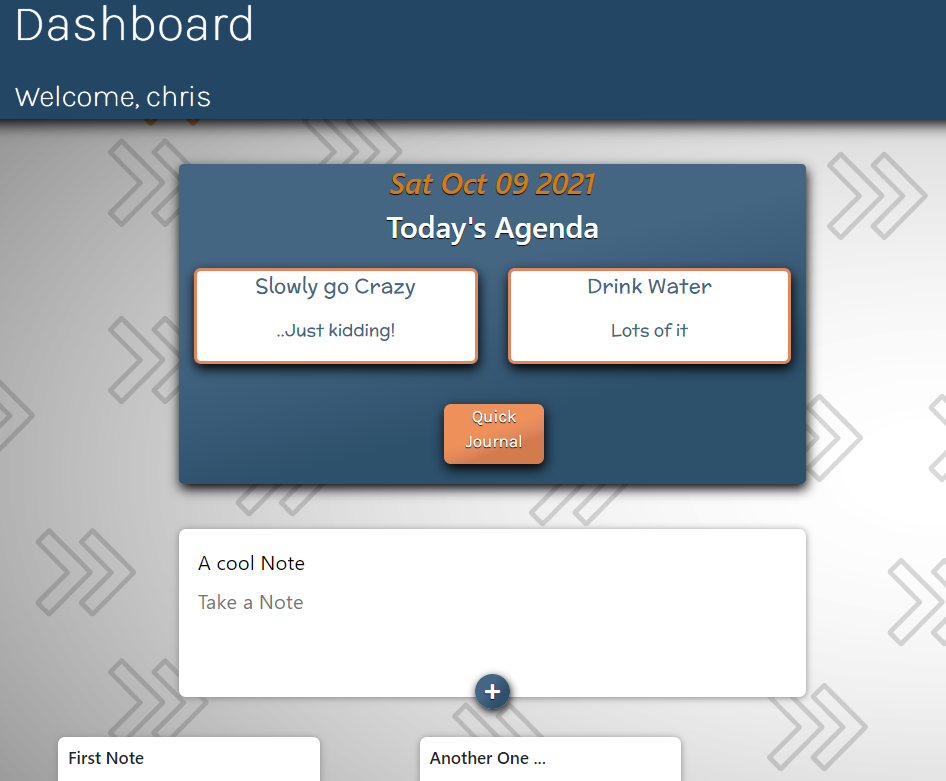 Dashboard
Welcome, chris
Sat Oct 09 2021
Today's Agenda
Slowly go Crazy
..Just kidding!
Drink Water
Lots of it
Quick
Journal
A cool Note
Take a Note
+
First Note
Another One ...